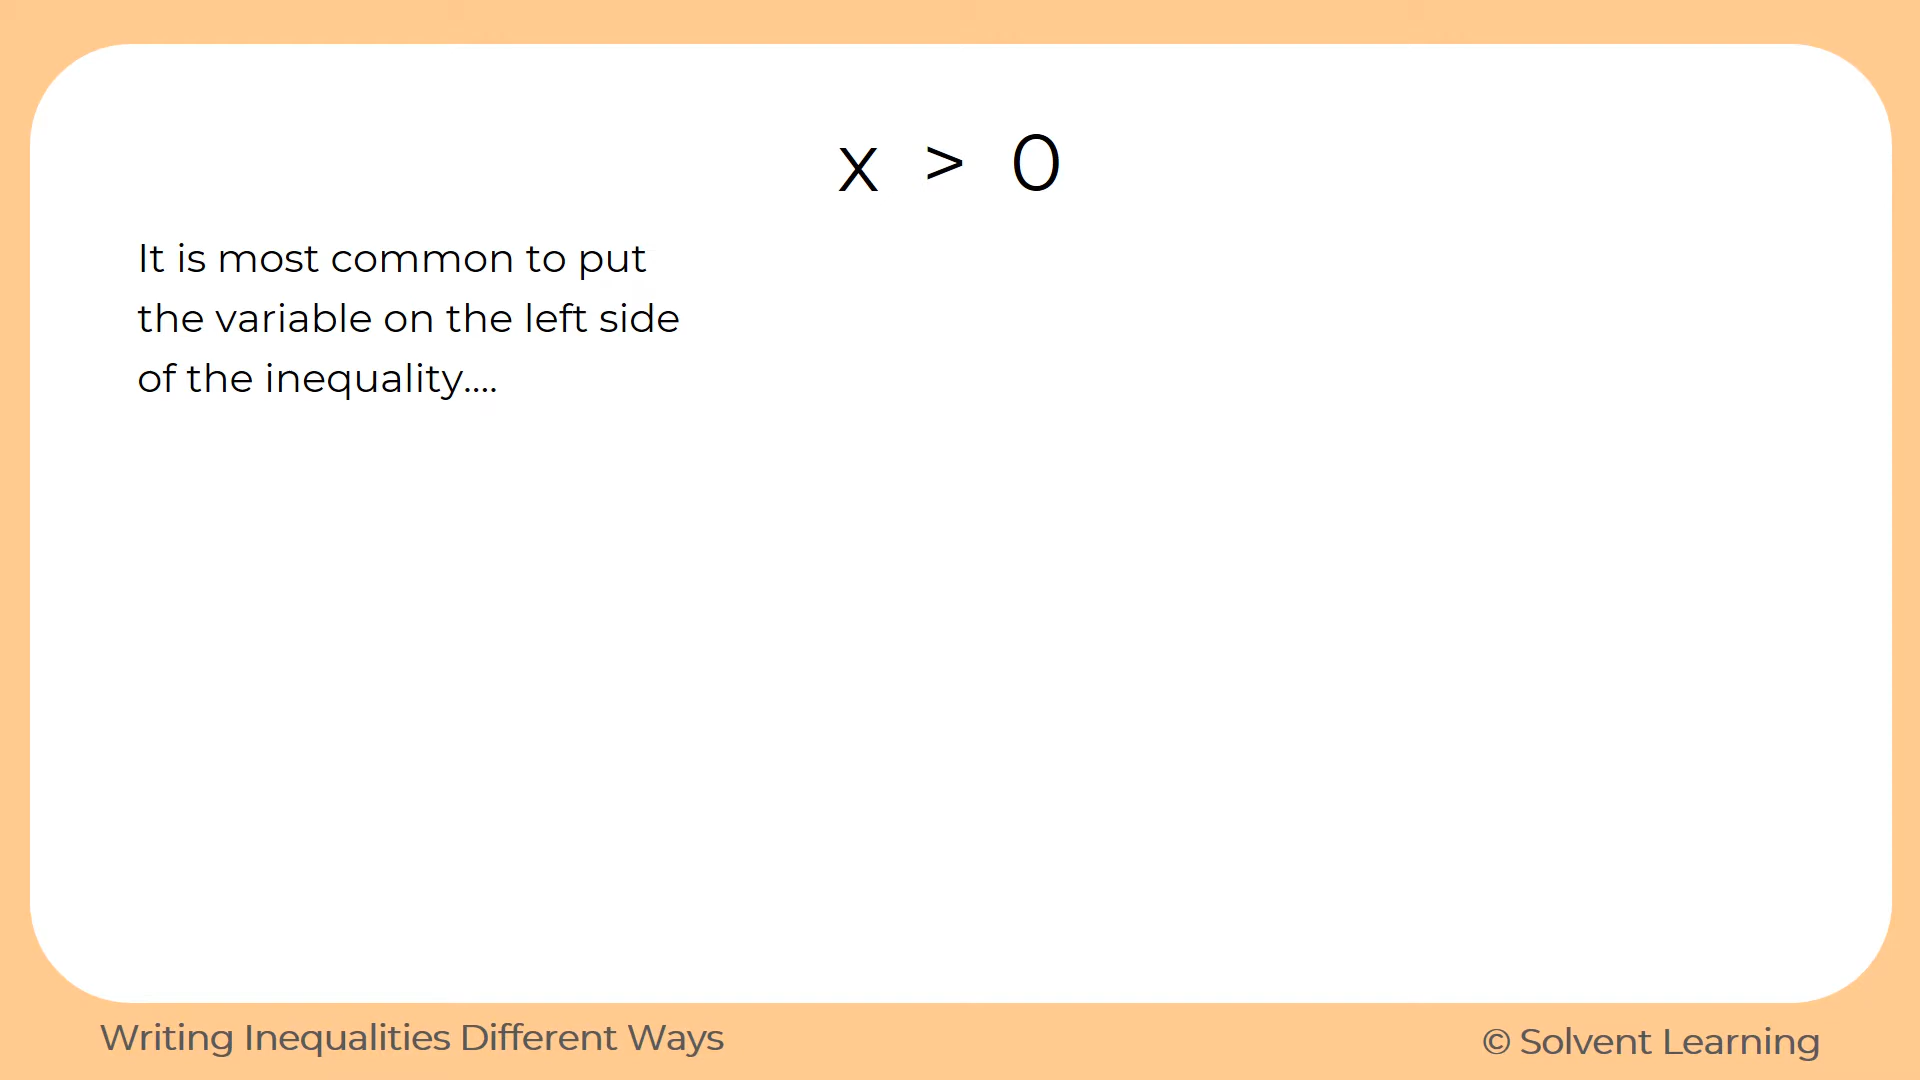 x > 0
It is most common to put
the variable on the left side
of the inequality....
Writing Inequalities Different Ways
© Solvent Learning